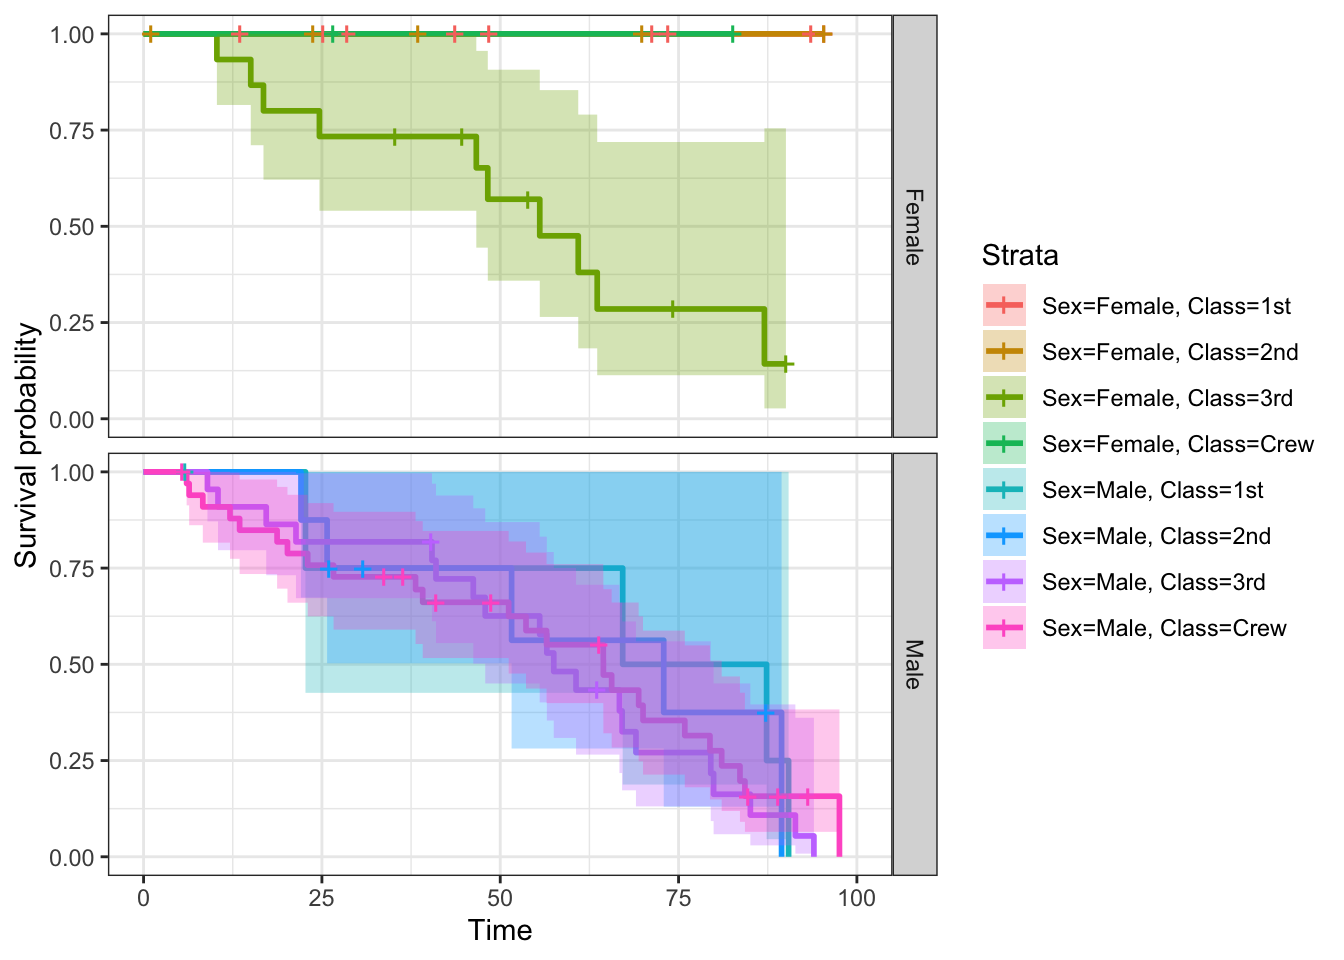 1.00
0.75
0.50
0.25
0.00
Female
1.00
0.75
0.50
0.25
0.00
Male
0 25 50 75 100
Time
Survival probability
Strata
Sex=Female, Class=1st
Sex=Female, Class=2nd
Sex=Female, Class=3rd
Sex=Female, Class=Crew
Sex=Male, Class=1st
Sex=Male, Class=2nd
Sex=Male, Class=3rd
Sex=Male, Class=Crew